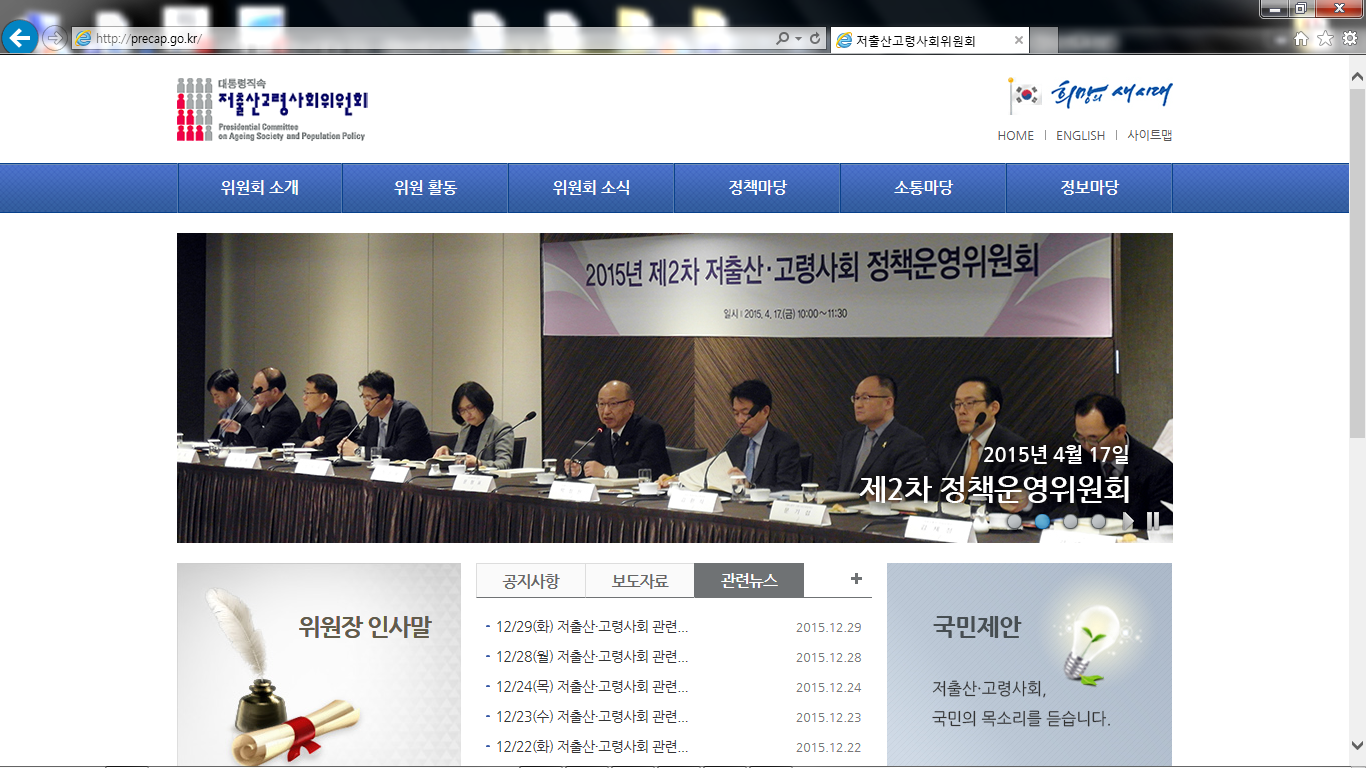 http://precap.go.kr/
저출산고령사회위원회
대통령직속
저출산고령사회위원회
Presidential Committee
on Ageing Society and Population Policy
희망의 새시대
HOME | ENGLISH | 사이트맵
위원회 소개
위원 활동
위원회 소식
정책마당
소통마당
정보마당
2015년 제2차 저출산·고령사회 정책운영위원회
일시 : 2015. 4. 17.(금) 10:00~11:30
2015년 4월 17일
제2차 정책운영위원회
위원장 인사말
공지사항
보도자료
관련뉴스
+
- 12/29(화) 저출산·고령사회 관련... 2015.12.29
- 12/28(월) 저출산·고령사회 관련... 2015.12.28
- 12/24(목) 저출산·고령사회 관련... 2015.12.24
- 12/23(수) 저출산·고령사회 관련... 2015.12.23
- 12/22(화) 저출산·고령사회 관련... 2015.12.22
국민제안
저출산·고령사회,
국민의 목소리를 듣습니다.